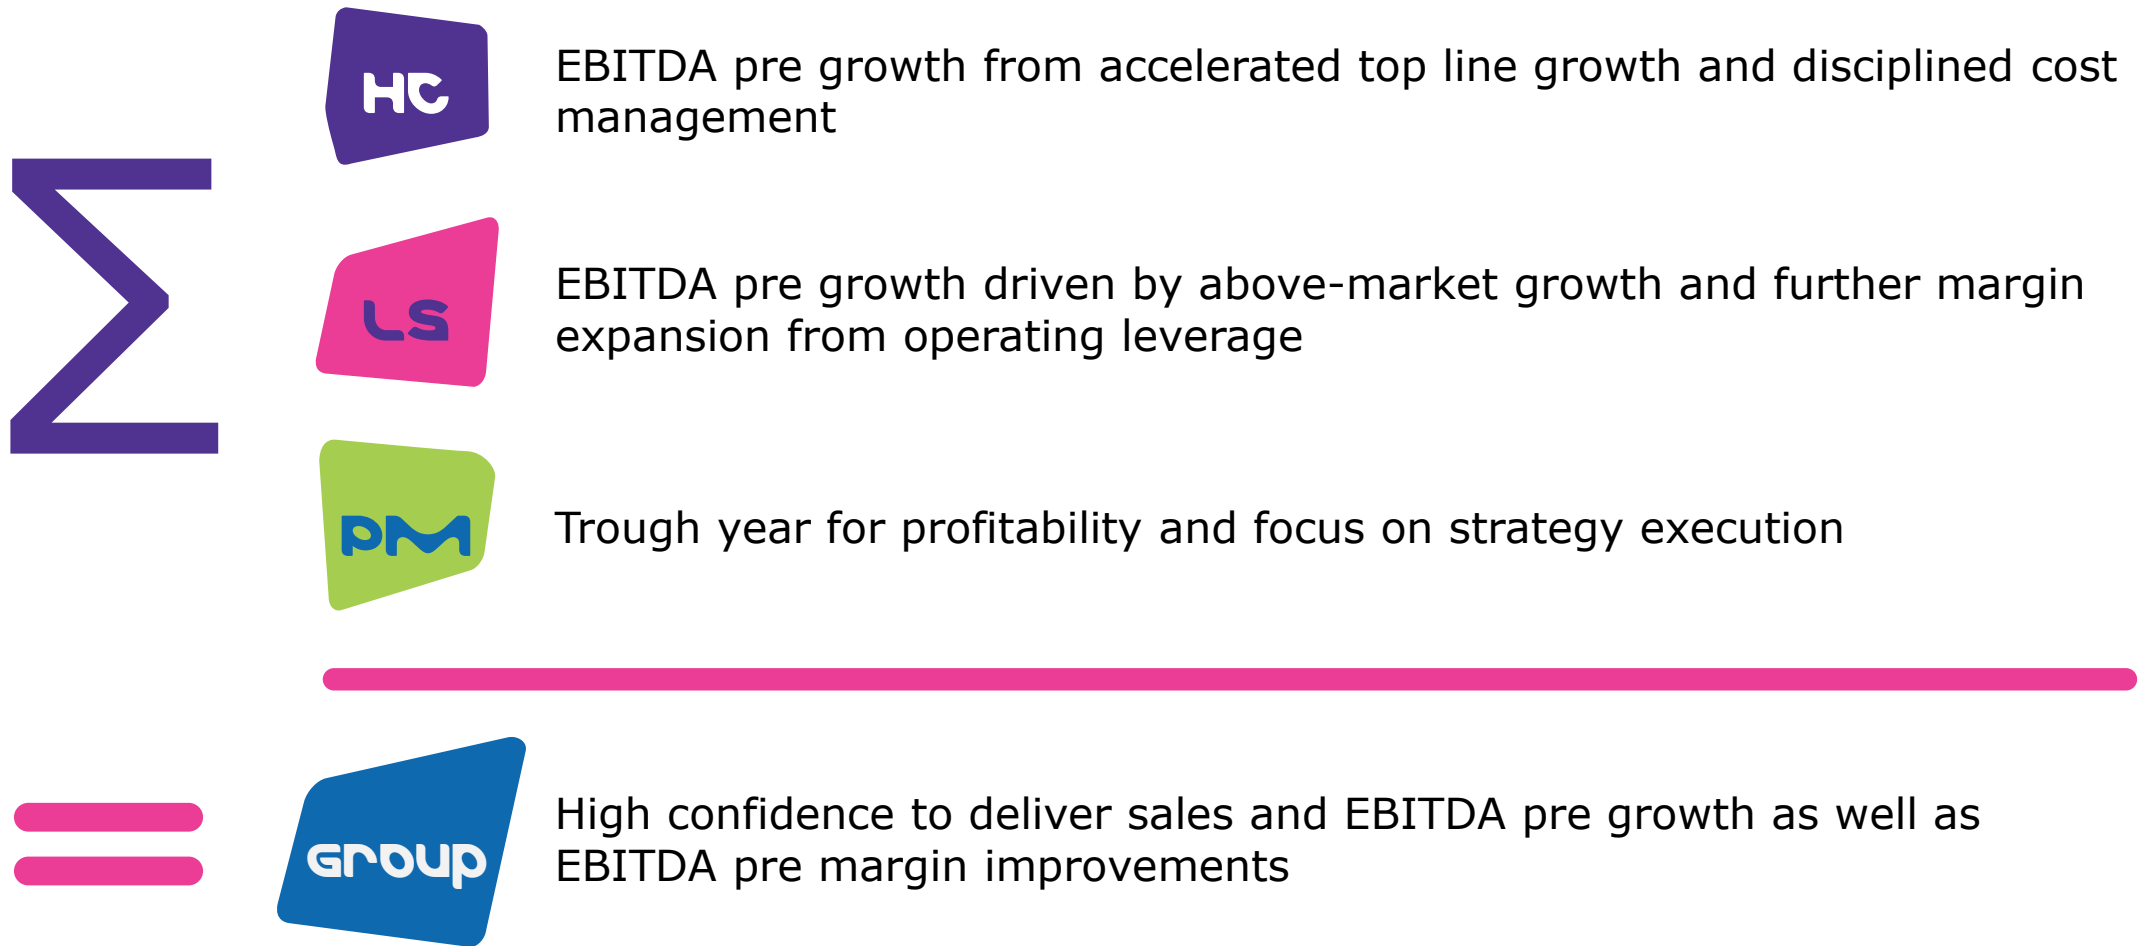 HC
EBITDA pre growth from accelerated top line growth and disciplined cost
management
Σ
LS
EBITDA pre growth driven by above-market growth and further margin
expansion from operating leverage
PM
Trough year for profitability and focus on strategy execution
=
GROUP
High confidence to deliver sales and EBITDA pre growth as well as
EBITDA pre margin improvements